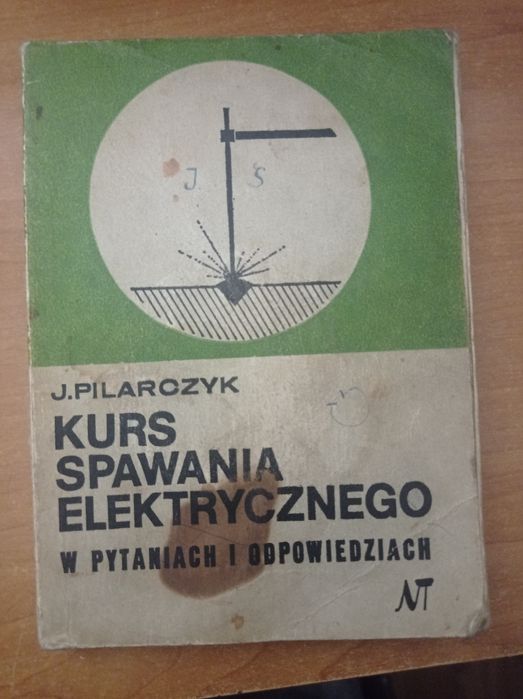 J S
J. PILARCZYK
KURS
SPAWANIA
ELEKTRYCZNEGO
W PYTANIACH I ODPOWIEDZIACH
NT